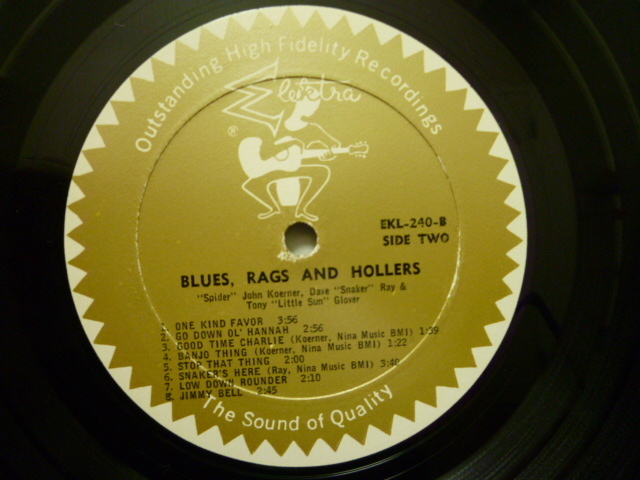 Outstanding High Fidelity Recordings
Elektra
®
EKL-240-B
SIDE TWO
BLUES, RAGS AND HOLLERS
"Spider" John Koerner, Dave "Snaker" Ray &
Tony "Little Sun" Glover
1. ONE KIND FAVOR 3:56
2. GO DOWN OL' HANNAH 2:56
3. GOOD TIME CHARLIE (Koerner, Nina Music BMI) 1:39
4. BANJO THING (Koerner, Nina Music BMI) 1:22
5. STOP THAT THING 2:00
6. SNAKER'S HERE (Ray, Nina Music BMI) 3:40
7. LOW DOWN ROUNDER 2:10
8. JIMMY BELL 2:45
The Sound of Quality